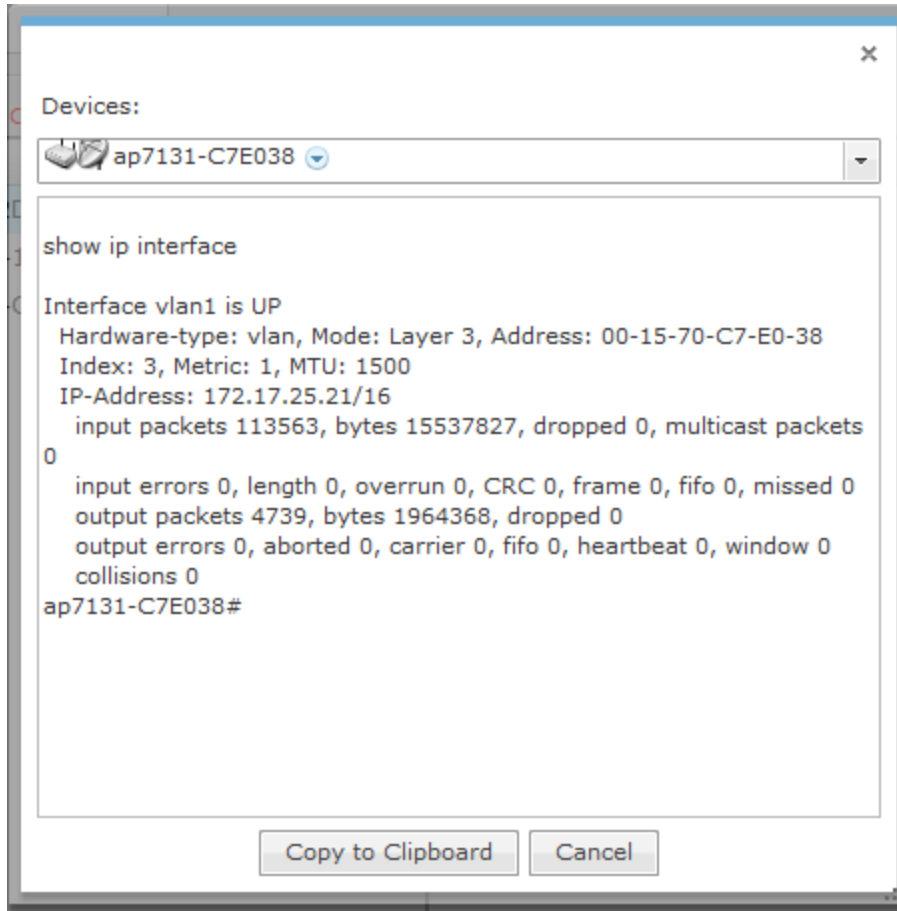 Devices:
ap7131-C7E038
show ip interface
Interface vlan1 is UP
Hardware-type: vlan, Mode: Layer 3, Address: 00-15-70-C7-E0-38
Index: 3, Metric: 1, MTU: 1500
IP-Address: 172.17.25.21/16
input packets 113563, bytes 15537827, dropped 0, multicast packets
0
input errors 0, length 0, overrun 0, CRC 0, frame 0, fifo 0, missed 0
output packets 4739, bytes 1964368, dropped 0
output errors 0, aborted 0, carrier 0, fifo 0, heartbeat 0, window 0
collisions 0
ap7131-C7E038#
Copy to Clipboard
Cancel